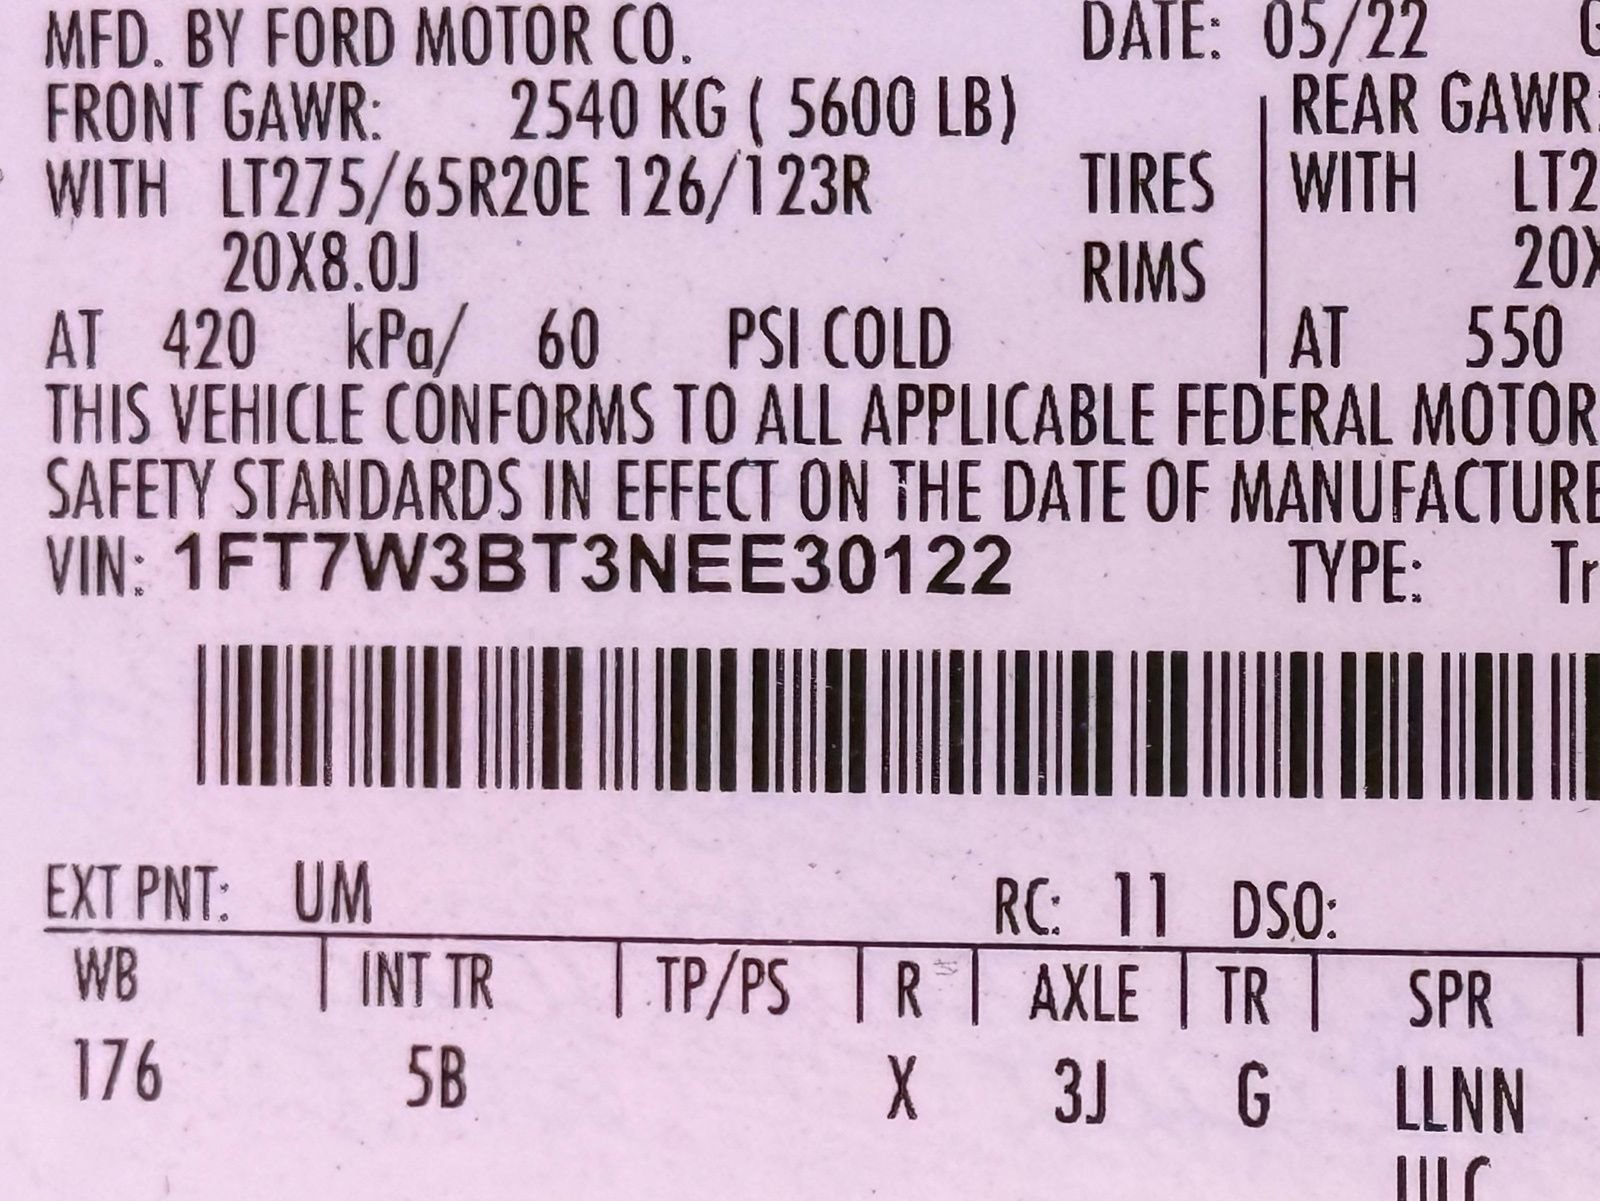 MFD. BY FORD MOTOR CO. DATE: 05/22 G
FRONT GAWR: 2540 KG ( 5600 LB) REAR GAWR:
WITH LT275/65R20E 126/123R TIRES WITH LT2
20X8.0J RIMS 20X
AT 420 kPa/ 60 PSI COLD AT 550
THIS VEHICLE CONFORMS TO ALL APPLICABLE FEDERAL MOTOR
SAFETY STANDARDS IN EFFECT ON THE DATE OF MANUFACTURE
VIN: 1FT7W3BT3NEE30122 TYPE: Tr
EXT PNT: UM RC: 11 DSO:
WB INT TR TP/PS R AXLE TR SPR
176 5B X 3J G LLNN